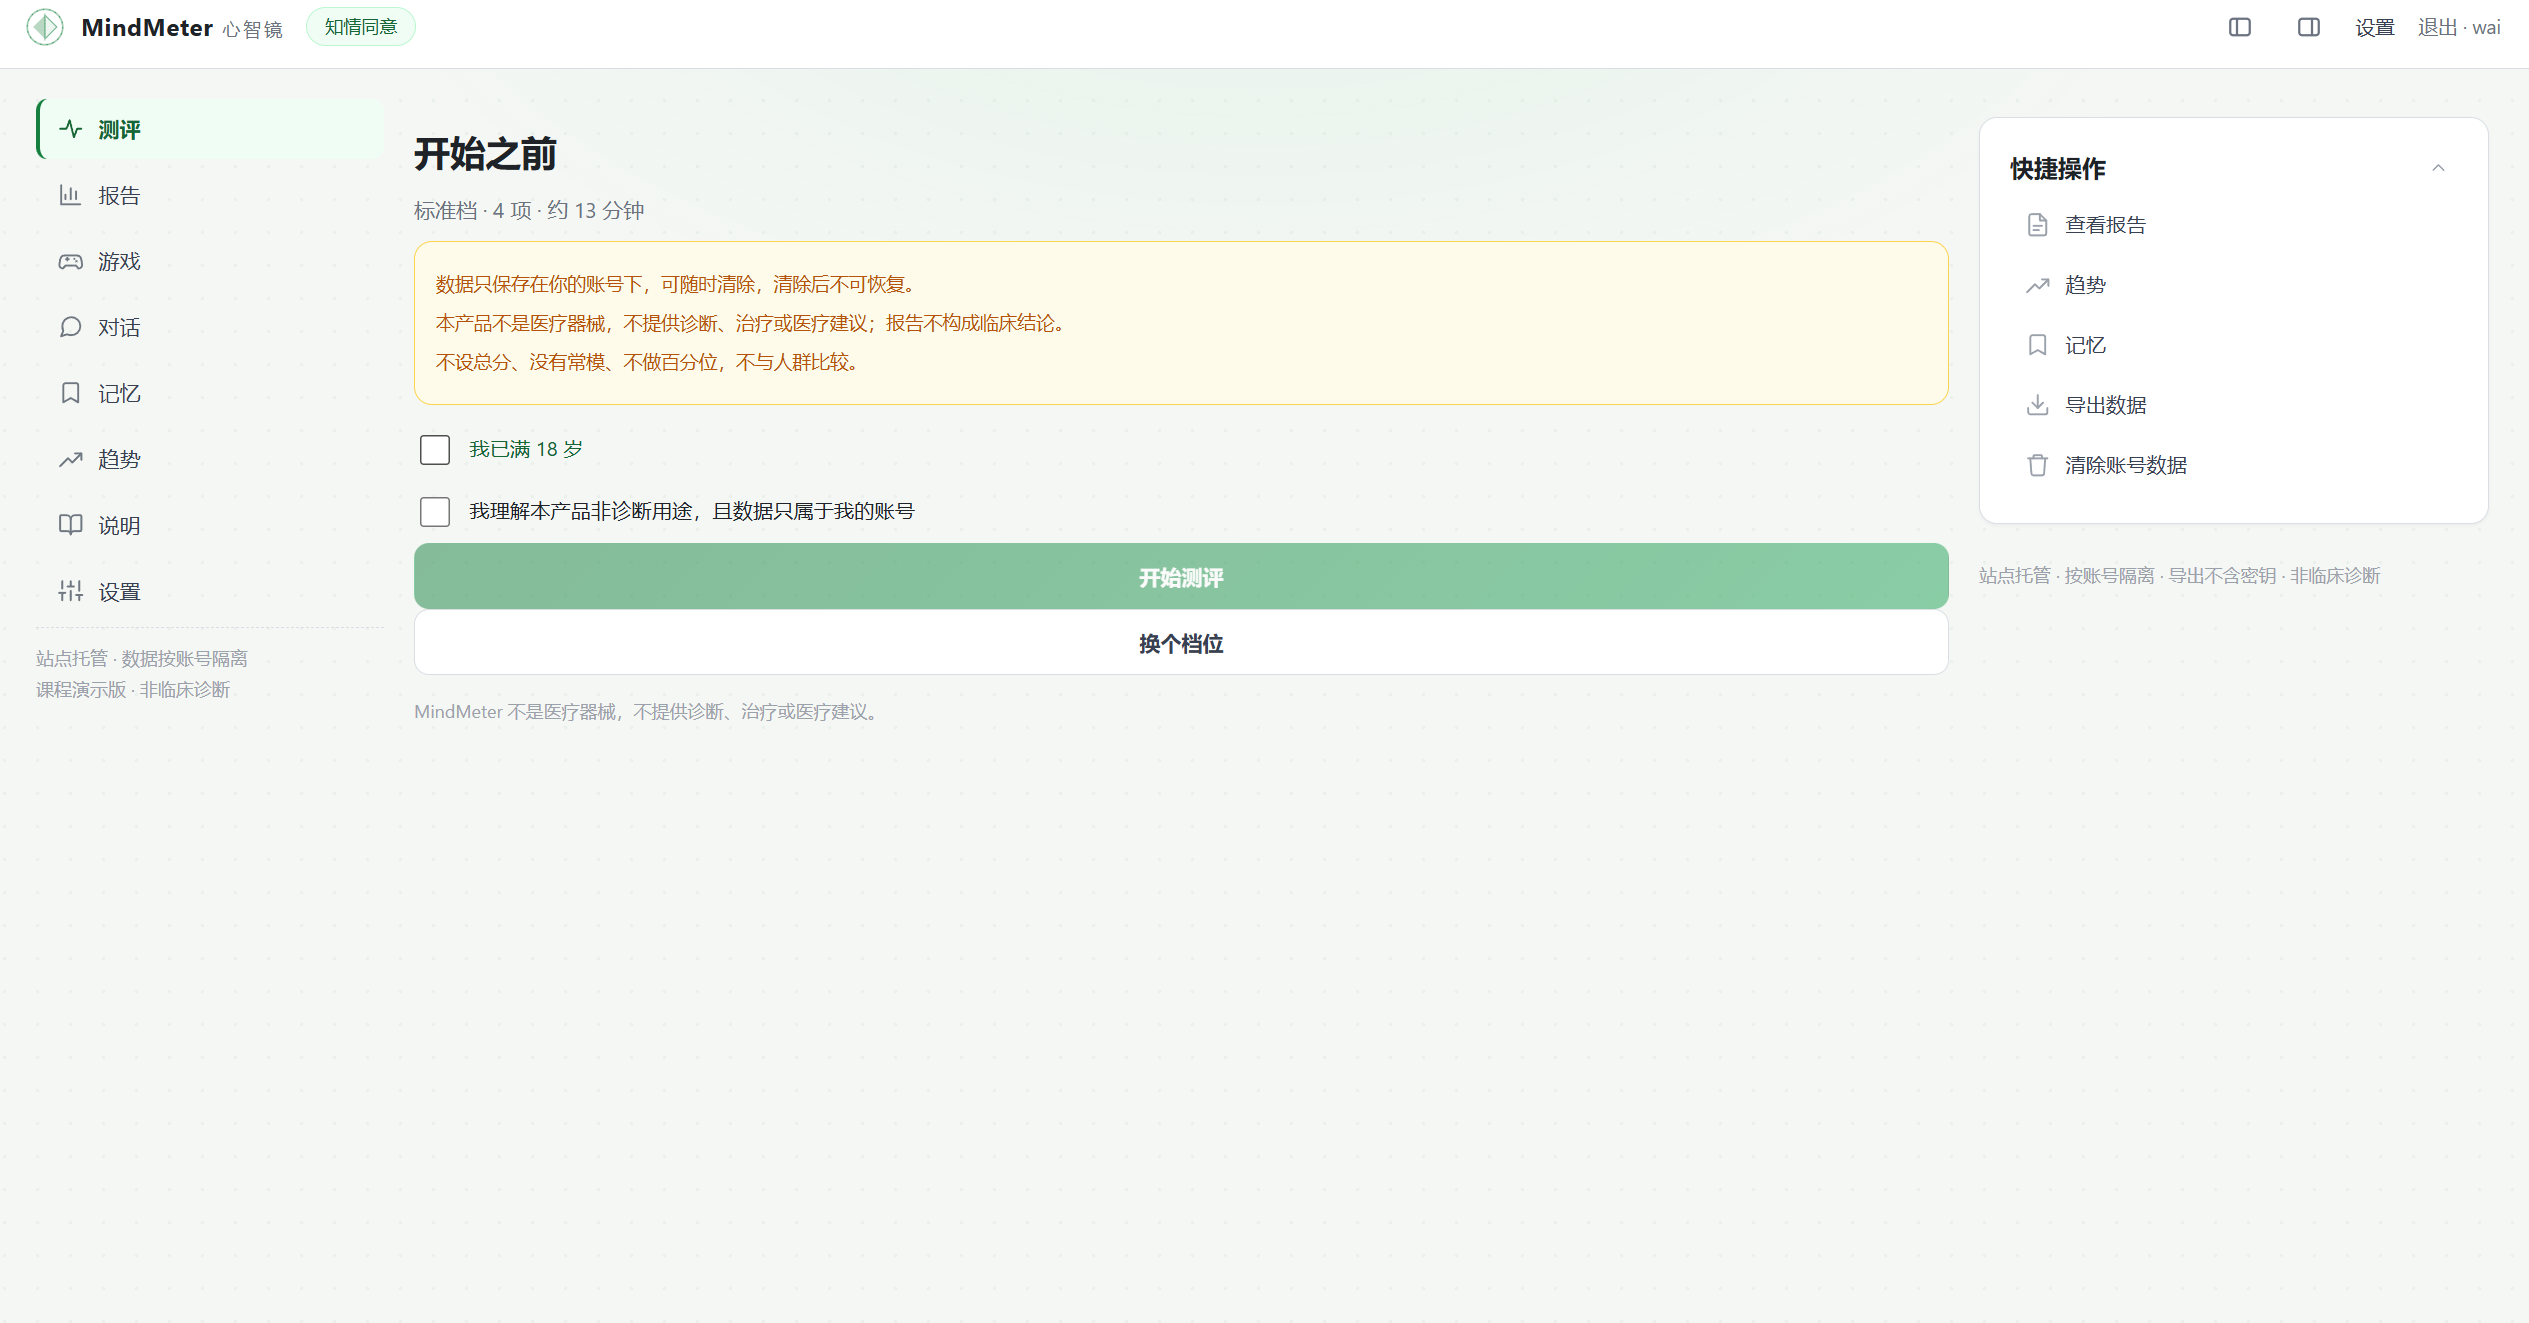 MindMeter 心智镜 知情同意 设置 退出 · wai
测评
报告
游戏
对话
记忆
趋势
说明
设置
站点托管 · 数据按账号隔离
课程演示版 · 非临床诊断
开始之前
标准档 · 4 项 · 约 13 分钟
数据只保存在你的账号下，可随时清除，清除后不可恢复。
本产品不是医疗器械，不提供诊断、治疗或医疗建议；报告不构成临床结论。
不设总分、没有常模、不做百分位，不与人群比较。
我已满 18 岁
我理解本产品非诊断用途，且数据只属于我的账号
开始测评
换个档位
MindMeter 不是医疗器械，不提供诊断、治疗或医疗建议。
快捷操作
查看报告
趋势
记忆
导出数据
清除账号数据
站点托管 · 按账号隔离 · 导出不含密钥 · 非临床诊断